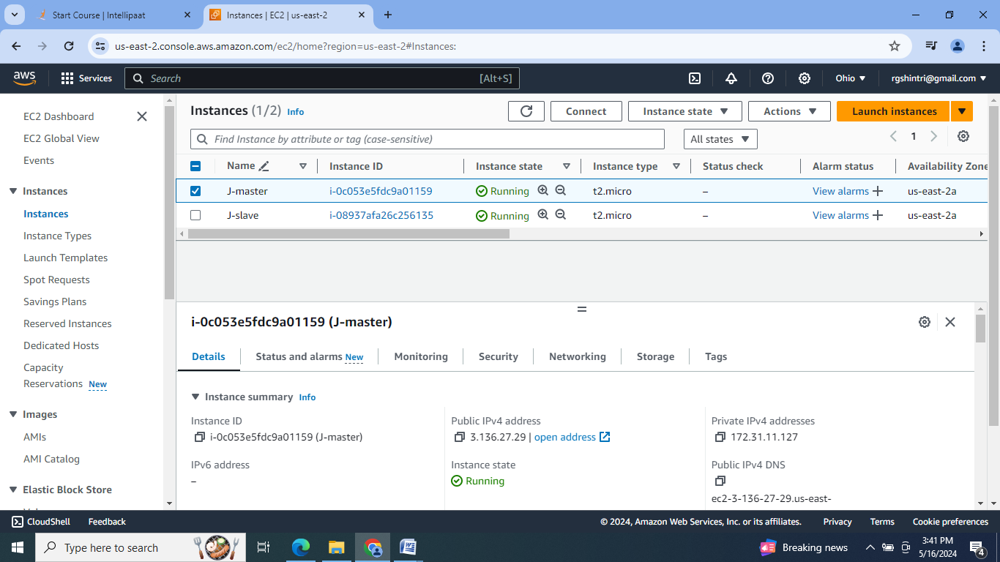 Start Course | Intellipaat
Instances | EC2 | us-east-2
us-east-2.console.aws.amazon.com/ec2/home?region=us-east-2#Instances:
aws
Services
Search
[Alt+S]
Ohio
rgshintri@gmail.com
EC2 Dashboard
EC2 Global View
Events
Instances
Instances
Instance Types
Launch Templates
Spot Requests
Savings Plans
Reserved Instances
Dedicated Hosts
Capacity
Reservations New
Images
AMIs
AMI Catalog
Elastic Block Store
Instances (1/2) Info
Connect
Instance state
Actions
Launch instances
Find Instance by attribute or tag (case-sensitive)
All states
1
Name Instance ID Instance state Instance type Status check Alarm status Availability Zone
J-master i-0c053e5fdc9a01159 Running t2.micro – View alarms + us-east-2a
J-slave i-08937afa26c256135 Running t2.micro – View alarms + us-east-2a
i-0c053e5fdc9a01159 (J-master)
Details Status and alarms New Monitoring Security Networking Storage Tags
Instance summary Info
Instance ID
i-0c053e5fdc9a01159 (J-master)
Public IPv4 address
3.136.27.29 | open address
Private IPv4 addresses
172.31.11.127
IPv6 address
–
Instance state
Running
Public IPv4 DNS
ec2-3-136-27-29.us-east-
CloudShell Feedback
© 2024, Amazon Web Services, Inc. or its affiliates. Privacy Terms Cookie preferences
Type here to search
Breaking news
3:41 PM
5/16/2024
4